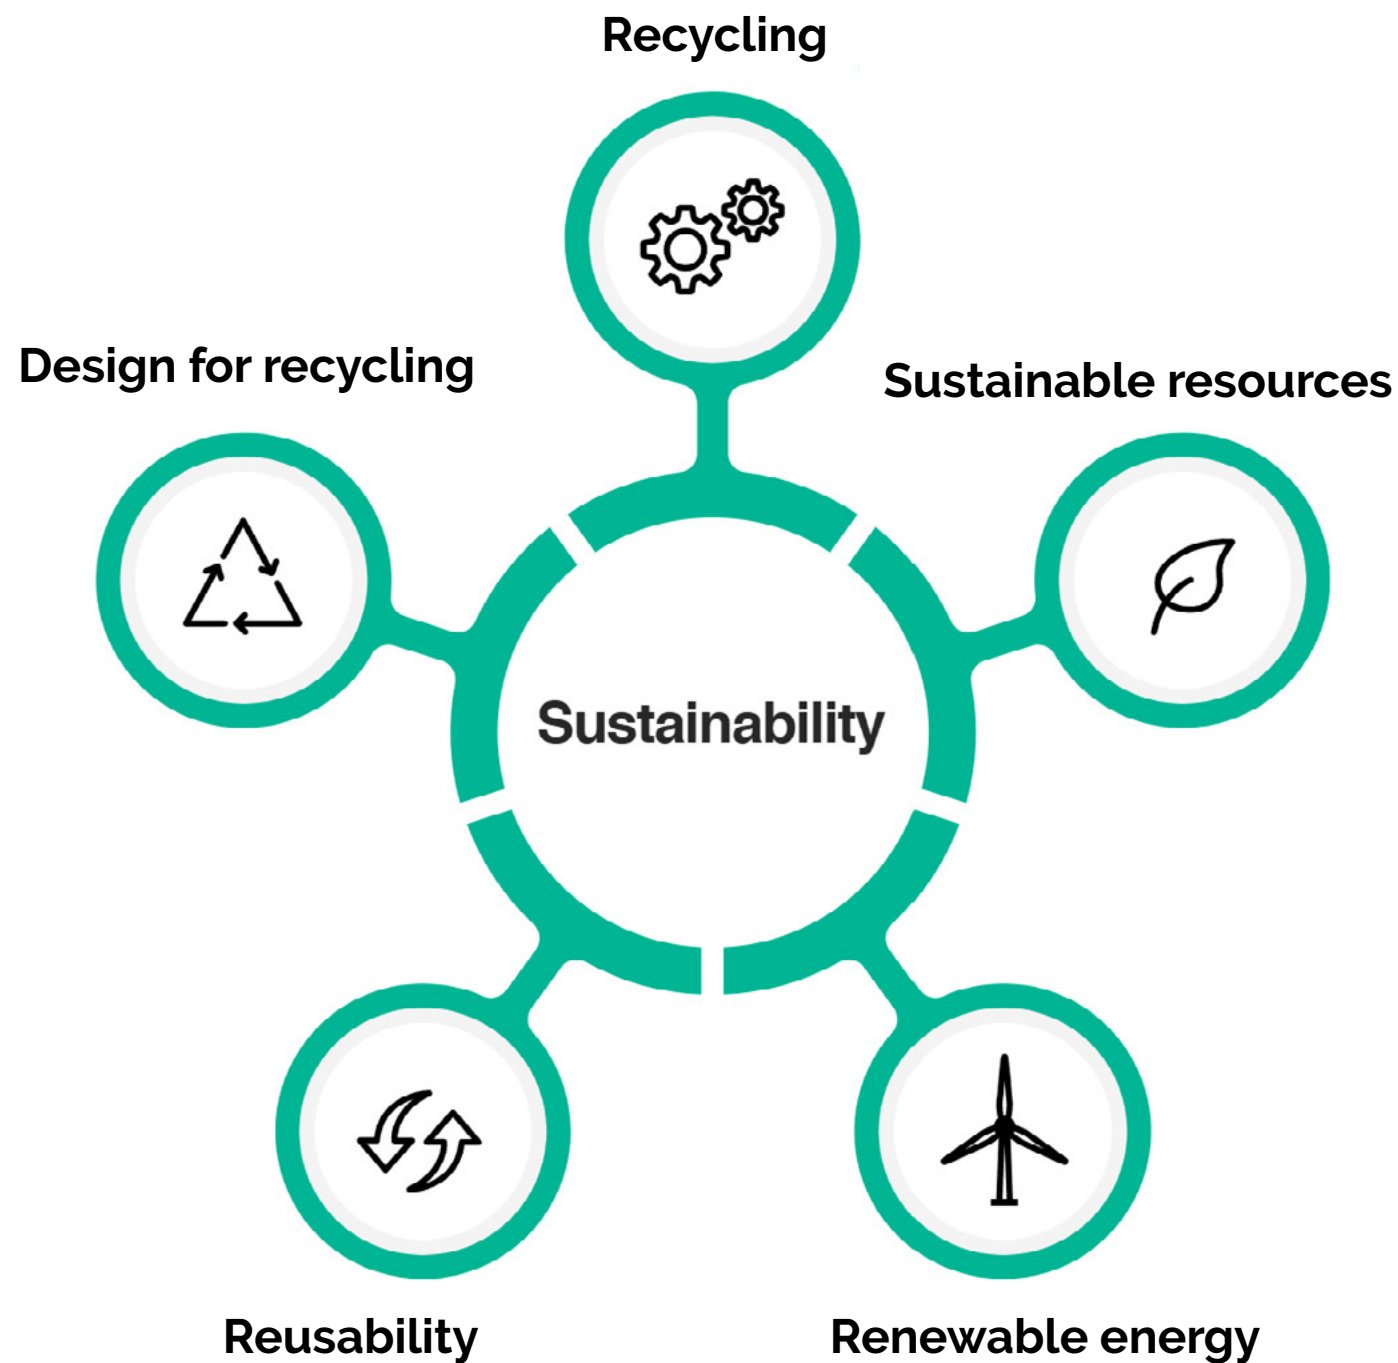 Recycling
Design for recycling
Sustainable resources
Sustainability
Reusability
Renewable energy